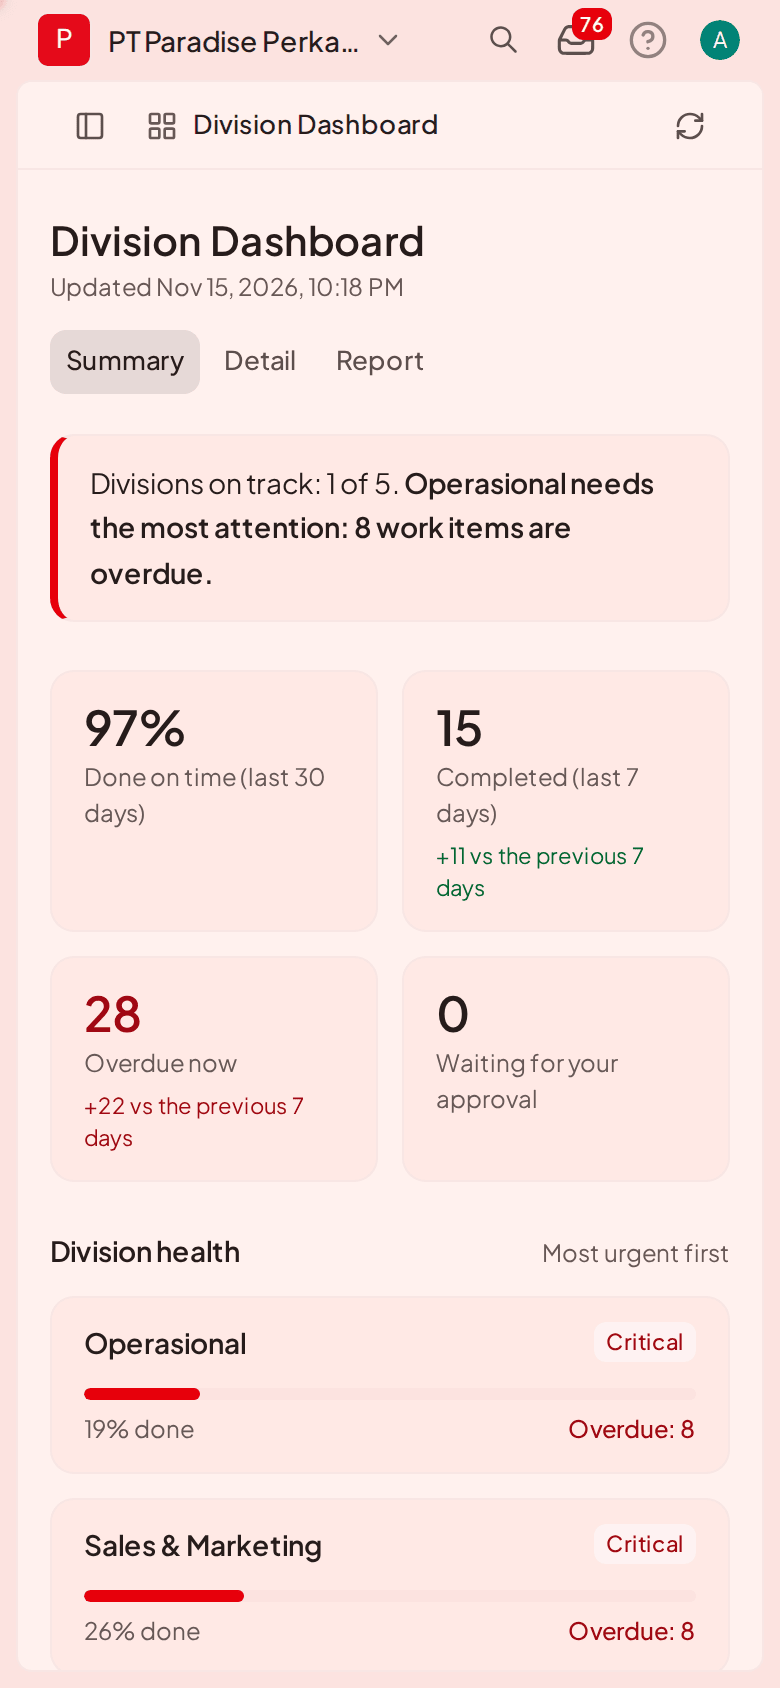 P
PT Paradise Perka...
76
A
Division Dashboard
Division Dashboard
Updated Nov 15, 2026, 10:18 PM
Summary
Detail
Report
Divisions on track: 1 of 5. Operasional needs
the most attention: 8 work items are
overdue.
97%
Done on time (last 30
days)
15
Completed (last 7
days)
+11 vs the previous 7
days
28
Overdue now
+22 vs the previous 7
days
0
Waiting for your
approval
Division health
Most urgent first
Operasional
Critical
19% done
Overdue: 8
Sales & Marketing
Critical
26% done
Overdue: 8